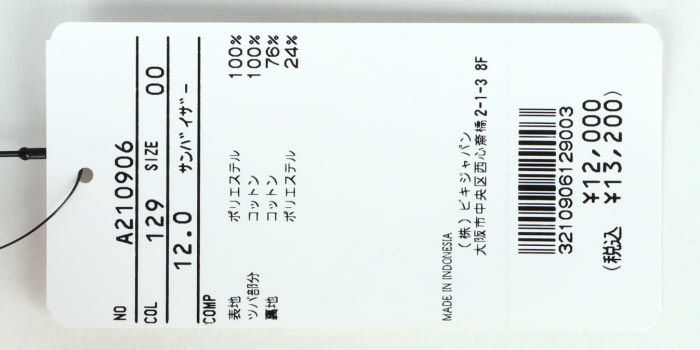 NO A210906
COL 129 SIZE 00
12.0 サンバイザー
COMP
表地 ポリエステル 100%
ツバ部分 コットン 100%
裏地 コットン 76%
ポリエステル 24%
MADE IN INDONESIA
(株)ビキジャパン
大阪市中央区西心斎橋2-1-3 8F
3210906129003
¥12,000
(税込 ¥13,200)